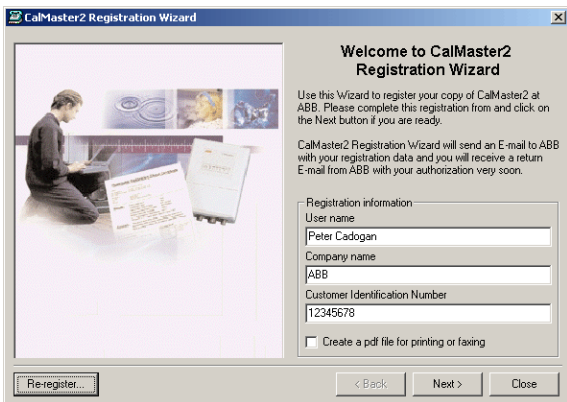 CalMaster2 Registration Wizard
Welcome to CalMaster2
Registration Wizard
Use this Wizard to register your copy of CalMaster2 at
ABB. Please complete this registration from and click on
the Next button if you are ready.
CalMaster2 Registration Wizard will send an E-mail to ABB
with your registration data and you will receive a return
E-mail from ABB with your authorization very soon.
Registration information
User name
Peter Cadogan
Company name
ABB
Customer Identification Number
12345678
Create a pdf file for printing or faxing
Re-register...
< Back
Next >
Close